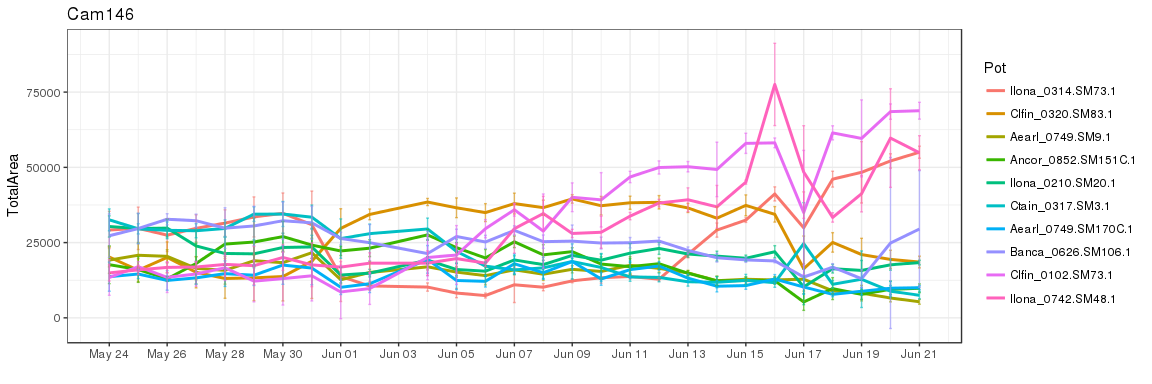 Cam146
TotalArea
75000
50000
25000
0
May 24 May 26 May 28 May 30 Jun 01 Jun 03 Jun 05 Jun 07 Jun 09 Jun 11 Jun 13 Jun 15 Jun 17 Jun 19 Jun 21
Pot
Ilona_0314.SM73.1
Clfin_0320.SM83.1
Aearl_0749.SM9.1
Ancor_0852.SM151C.1
Ilona_0210.SM20.1
Ctain_0317.SM3.1
Aearl_0749.SM170C.1
Banca_0626.SM106.1
Clfin_0102.SM73.1
Ilona_0742.SM48.1